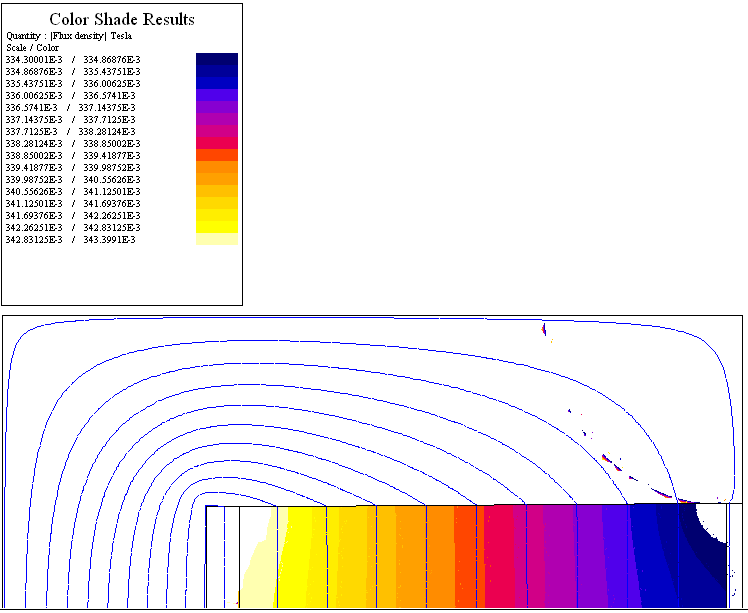 Color Shade Results
Quantity : |Flux density| Tesla
Scale / Color
334.30001E-3 / 334.86876E-3
334.86876E-3 / 335.43751E-3
335.43751E-3 / 336.00625E-3
336.00625E-3 / 336.5741E-3
336.5741E-3 / 337.14375E-3
337.14375E-3 / 337.7125E-3
337.7125E-3 / 338.28124E-3
338.28124E-3 / 338.85002E-3
338.85002E-3 / 339.41877E-3
339.41877E-3 / 339.98752E-3
339.98752E-3 / 340.55626E-3
340.55626E-3 / 341.12501E-3
341.12501E-3 / 341.69376E-3
341.69376E-3 / 342.26251E-3
342.26251E-3 / 342.83125E-3
342.83125E-3 / 343.3991E-3